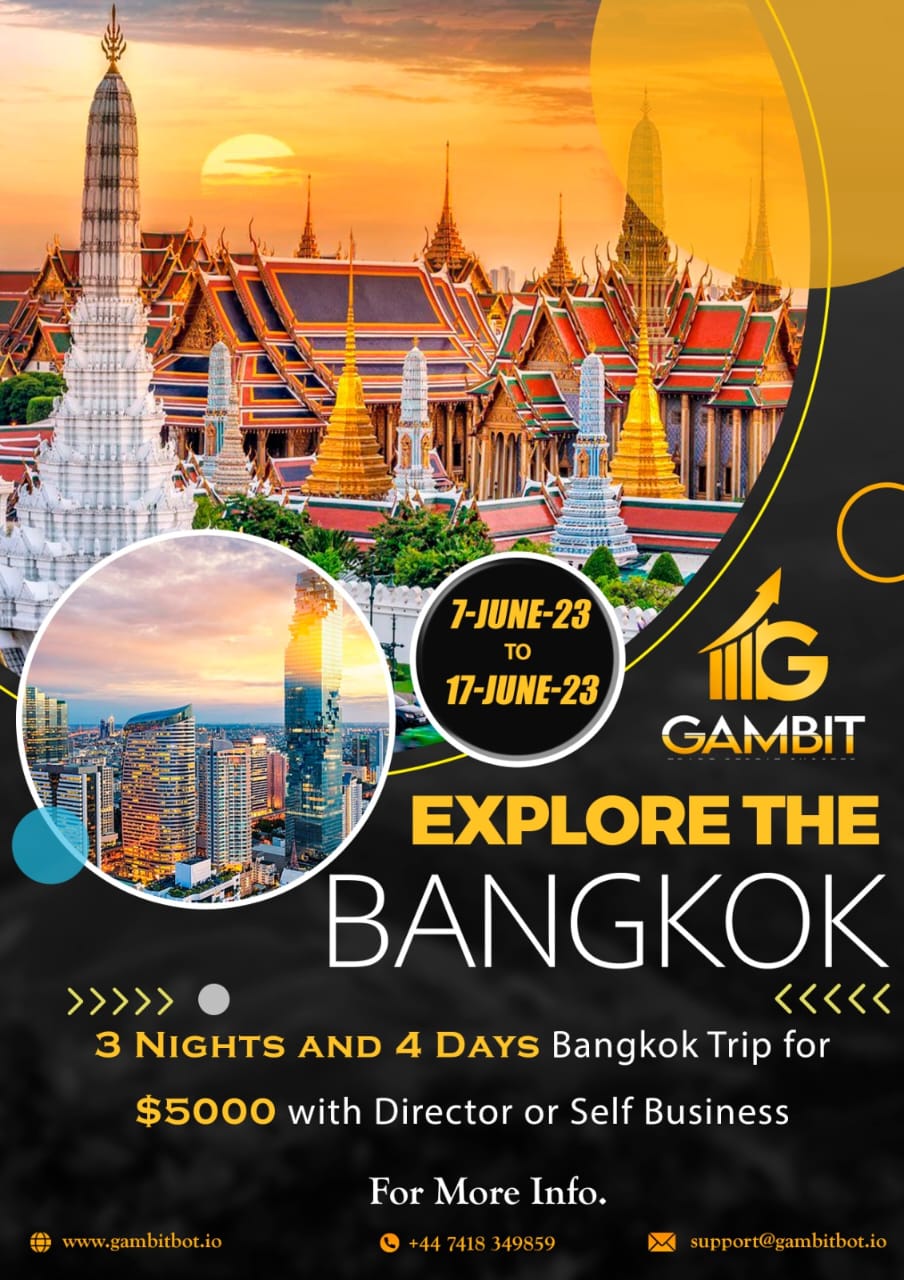 7-JUNE-23
TO
17-JUNE-23
G
GAMBIT
EXPLORE THE
BANGKOK
3 NIGHTS AND 4 DAYS Bangkok Trip for
$5000 with Director or Self Business
For More Info.
www.gambitbot.io
+44 7418 349859
support@gambitbot.io